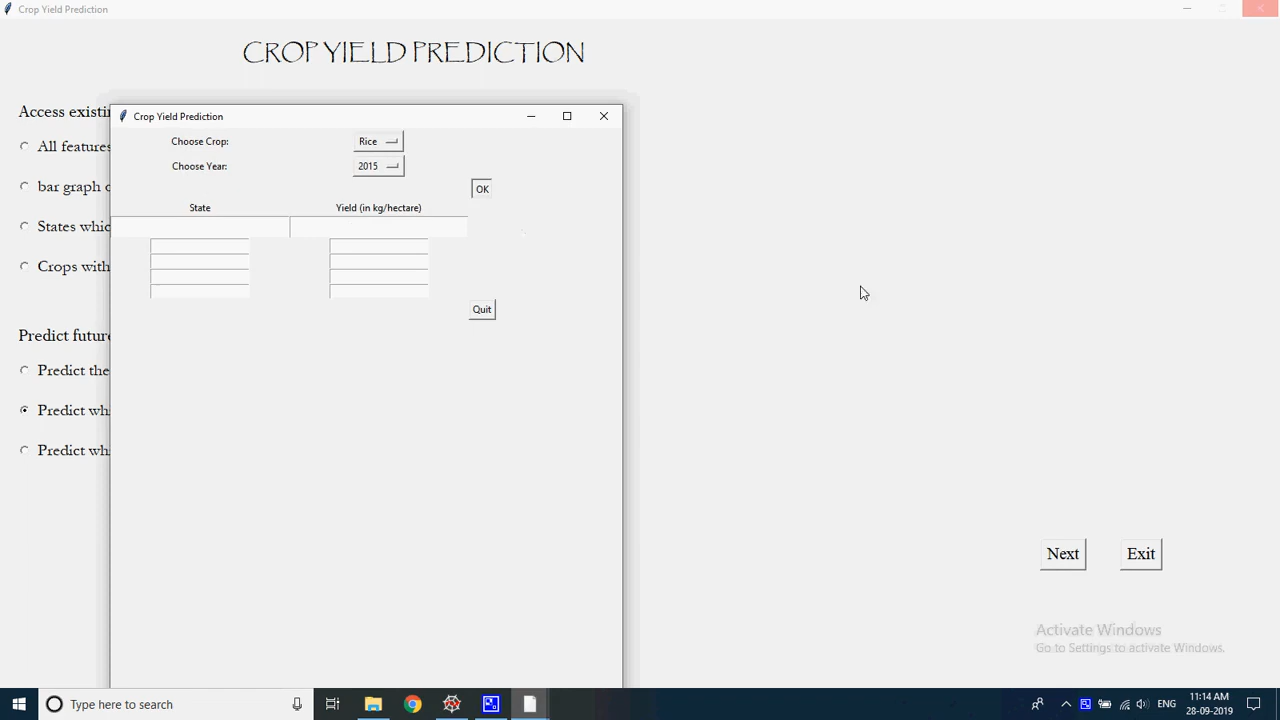 Crop Yield Prediction
CROP YIELD PREDICTION
Access existin
All features
bar graph o
States whic
Crops with
Predict future
Predict the
Predict wh
Predict wh
Crop Yield Prediction
Choose Crop:
Rice
Choose Year:
2015
OK
State
Yield (in kg/hectare)
Quit
Next
Exit
Activate Windows
Go to Settings to activate Windows.
Type here to search
ENG
11:14 AM
28-09-2019